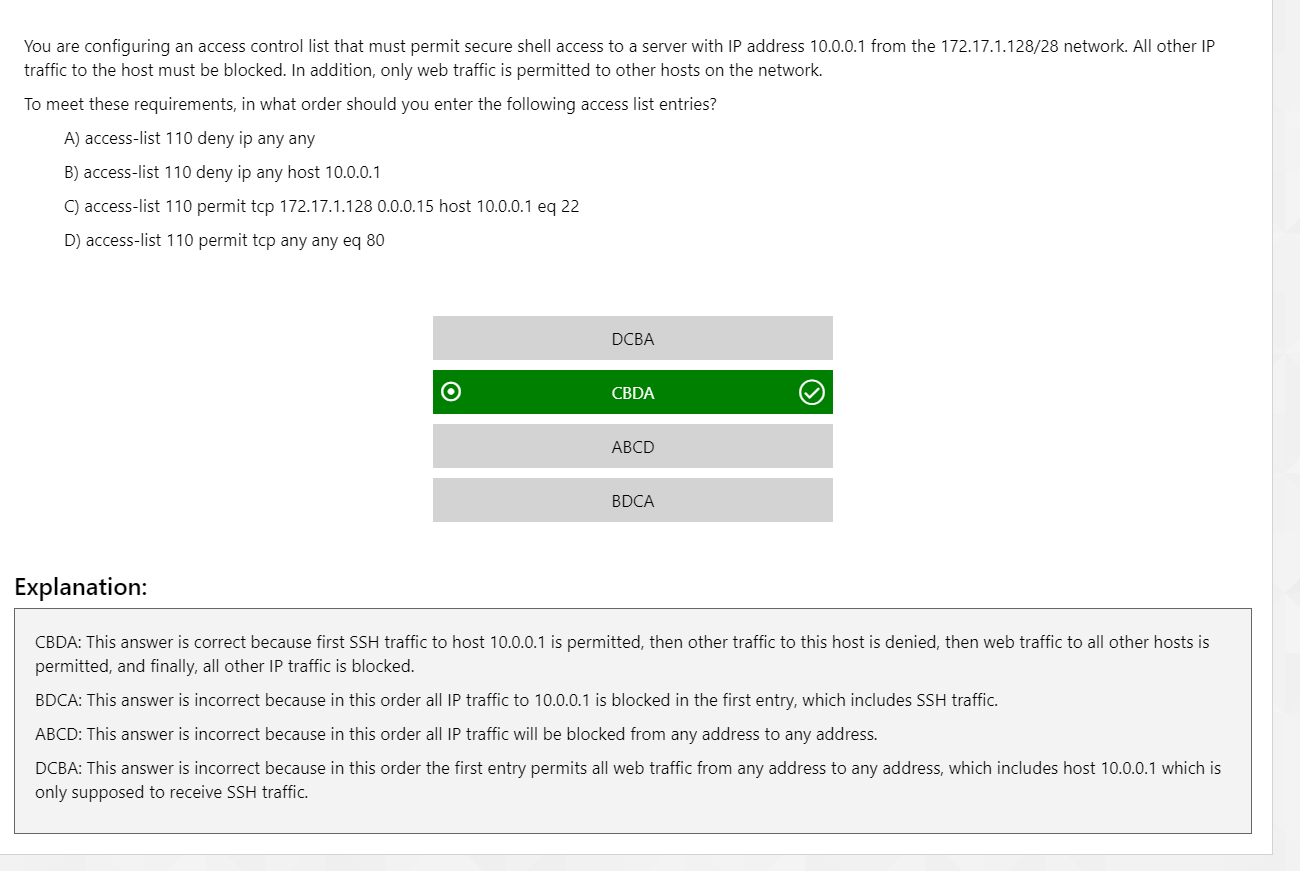 You are configuring an access control list that must permit secure shell access to a server with IP address 10.0.0.1 from the 172.17.1.128/28 network. All other IP
traffic to the host must be blocked. In addition, only web traffic is permitted to other hosts on the network.
To meet these requirements, in what order should you enter the following access list entries?
A) access-list 110 deny ip any any
B) access-list 110 deny ip any host 10.0.0.1
C) access-list 110 permit tcp 172.17.1.128 0.0.0.15 host 10.0.0.1 eq 22
D) access-list 110 permit tcp any any eq 80
DCBA
CBDA
ABCD
BDCA
Explanation:
CBDA: This answer is correct because first SSH traffic to host 10.0.0.1 is permitted, then other traffic to this host is denied, then web traffic to all other hosts is
permitted, and finally, all other IP traffic is blocked.
BDCA: This answer is incorrect because in this order all IP traffic to 10.0.0.1 is blocked in the first entry, which includes SSH traffic.
ABCD: This answer is incorrect because in this order all IP traffic will be blocked from any address to any address.
DCBA: This answer is incorrect because in this order the first entry permits all web traffic from any address to any address, which includes host 10.0.0.1 which is
only supposed to receive SSH traffic.